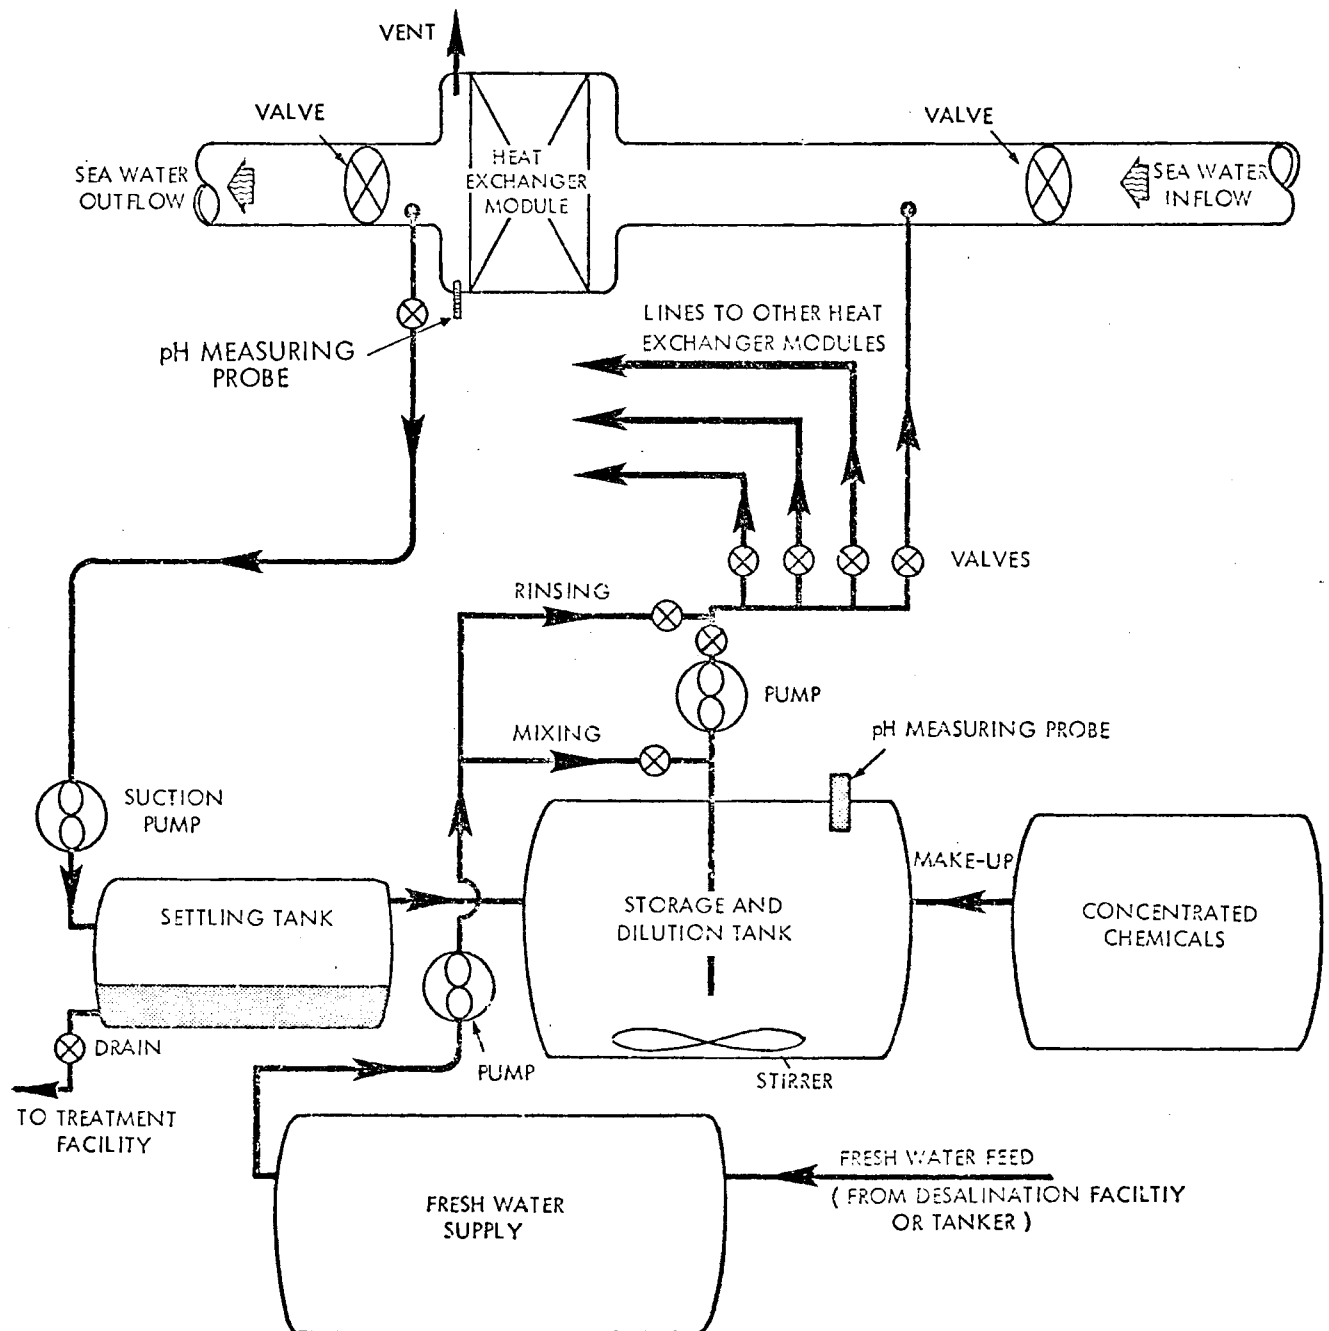 VENT
VALVE
VALVE
HEAT
EXCHANGER
MODULE
SEA WATER
OUTFLOW
SEA WATER
INFLOW
LINES TO OTHER HEAT
EXCHANGER MODULES
pH MEASURING
PROBE
VALVES
RINSING
PUMP
MIXING
pH MEASURING PROBE
SUCTION
PUMP
MAKE-UP
SETTLING TANK
STORAGE AND
DILUTION TANK
CONCENTRATED
CHEMICALS
DRAIN
PUMP
STIRRER
TO TREATMENT
FACILITY
FRESH WATER FEED
( FROM DESALINATION FACILTIY
OR TANKER )
FRESH WATER
SUPPLY